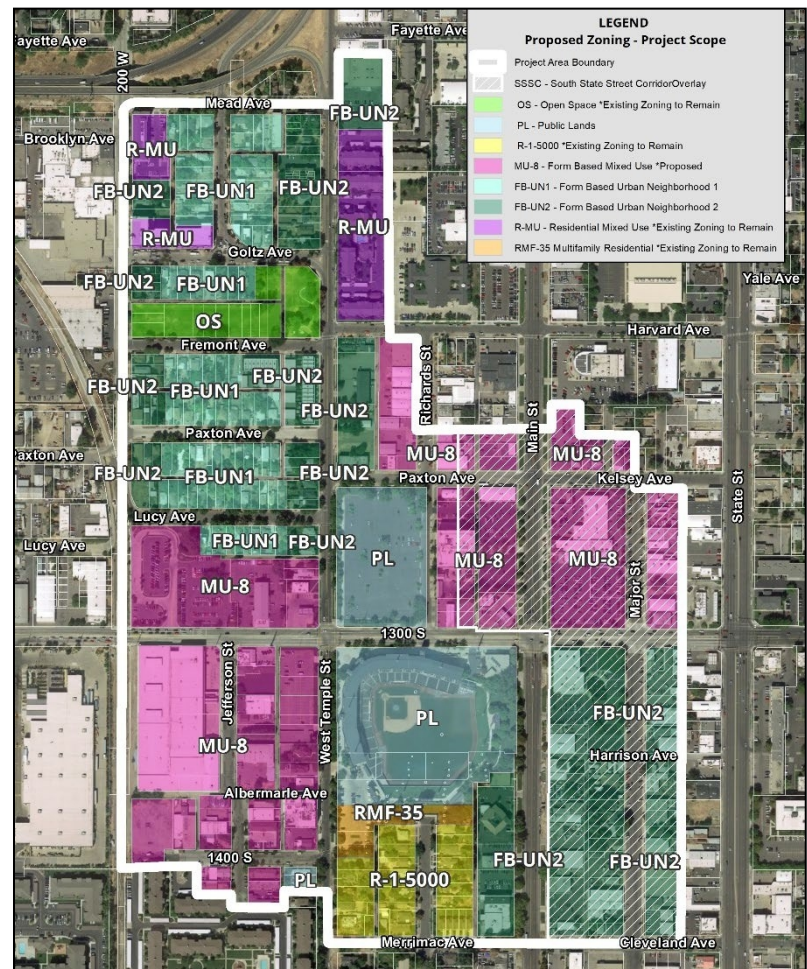 LEGEND
Proposed Zoning - Project Scope
Project Area Boundary
SSSC - South State Street CorridorOverlay
OS - Open Space *Existing Zoning to Remain
PL - Public Lands
R-1-5000 *Existing Zoning to Remain
MU-8 - Form Based Mixed Use *Proposed
FB-UN1 - Form Based Urban Neighborhood 1
FB-UN2 - Form Based Urban Neighborhood 2
R-MU - Residential Mixed Use *Existing Zoning to Remain
RMF-35 Multifamily Residential *Existing Zoning to Remain
Fayette Ave
ayette Ave
200 W
Mead Ave
FB-UN2
Brooklyn Ave
R-MU
FB-UN2
FB-UN1
FB-UN2
R-MU
R-MU
Goltz Ave
FB-UN2
FB-UN1
Yale Ave
OS
Harvard Ave
Fremont Ave
Richards St
FB-UN2
FB-UN1
FB-UN2
FB-UN2
Main St
Paxton Ave
axton Ave
MU-8
MU-8
FB-UN2
FB-UN1
FB-UN2
Paxton Ave
Kelsey Ave
State St
Lucy Ave
Lucy Ave
FB-UN1
FB-UN2
PL
MU-8
MU-8
MU-8
Major St
1300 S
Jefferson St
West Temple St
PL
FB-UN2
MU-8
Harrison Ave
Albermarle Ave
RMF-35
1400 S
PL
R-1-5000
FB-UN2
FB-UN2
Merrimac Ave
Cleveland Ave